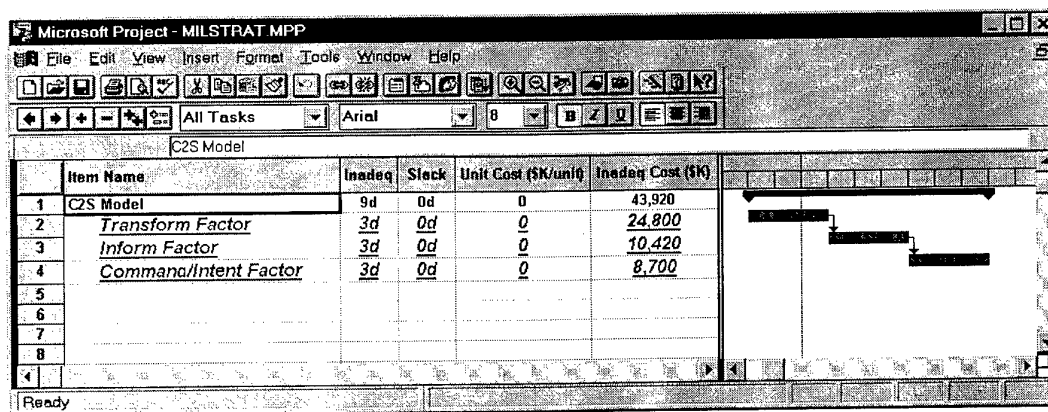 Microsoft Project - MILSTRAT.MPP
File Edit View Insert Format Tools Window Help
All Tasks Arial 8 B I U
C2S Model
Item Name Inadeq Slack Unit Cost ($K/unit) Inadeq Cost ($K)
1 C2S Model 9d 0d 0 43,920
2 Transform Factor 3d 0d 0 24,800
3 Inform Factor 3d 0d 0 10,420
4 Command/Intent Factor 3d 0d 0 8,700
5
6
7
8
Ready